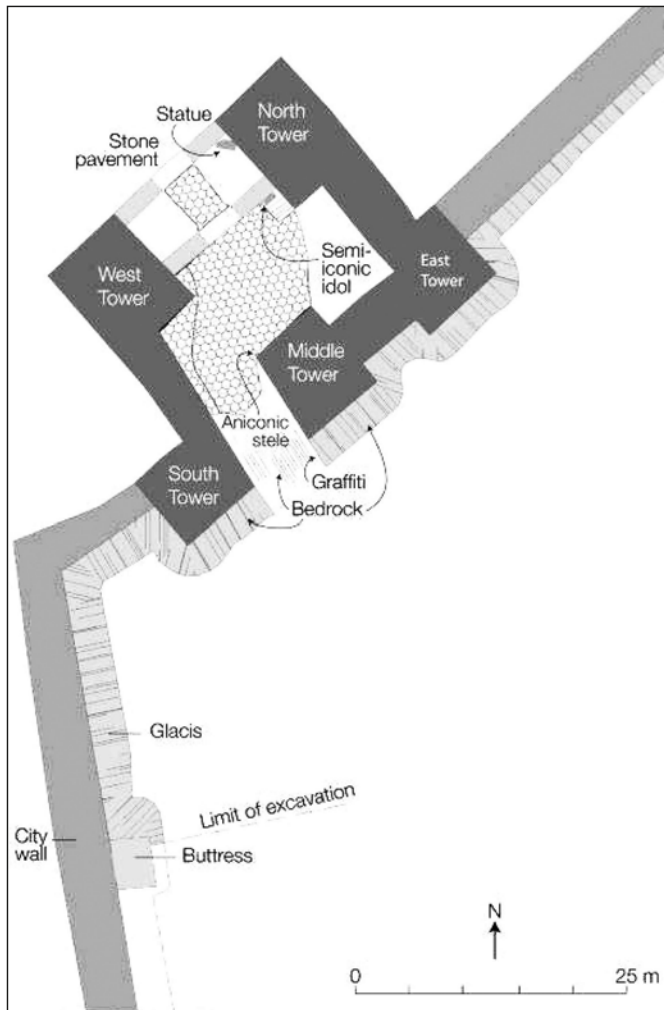 Statue
Stone
pavement
North
Tower
West
Tower
Semi-
iconic
idol
East
Tower
Middle
Tower
Aniconic
stele
South
Tower
Graffiti
Bedrock
Glacis
Limit of excavation
City
wall
Buttress
N
0 25 m